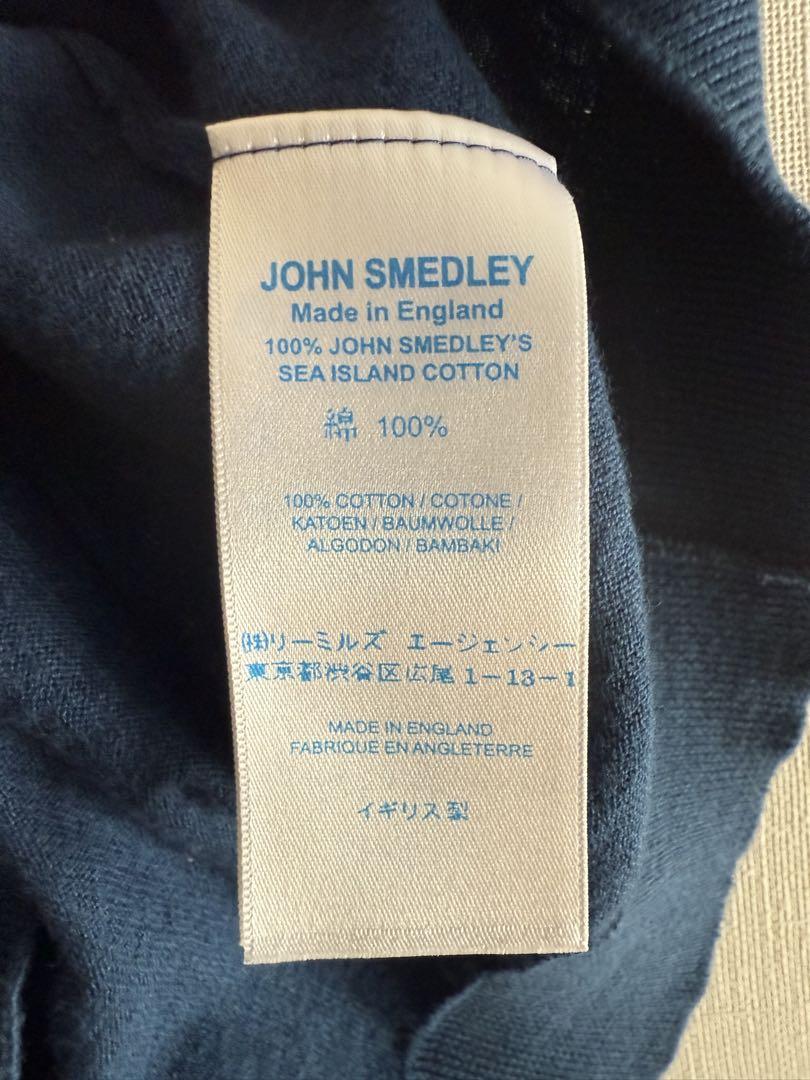 JOHN SMEDLEY
Made in England
100% JOHN SMEDLEY'S
SEA ISLAND COTTON
綿 100%
100% COTTON / COTONE /
KATOEN / BAUMWOLLE /
ALGODON / BAMBAKI
㈱リーミルズ エージェンシー
東京都渋谷区広尾1-13-1
MADE IN ENGLAND
FABRIQUE EN ANGLETERRE
イギリス製